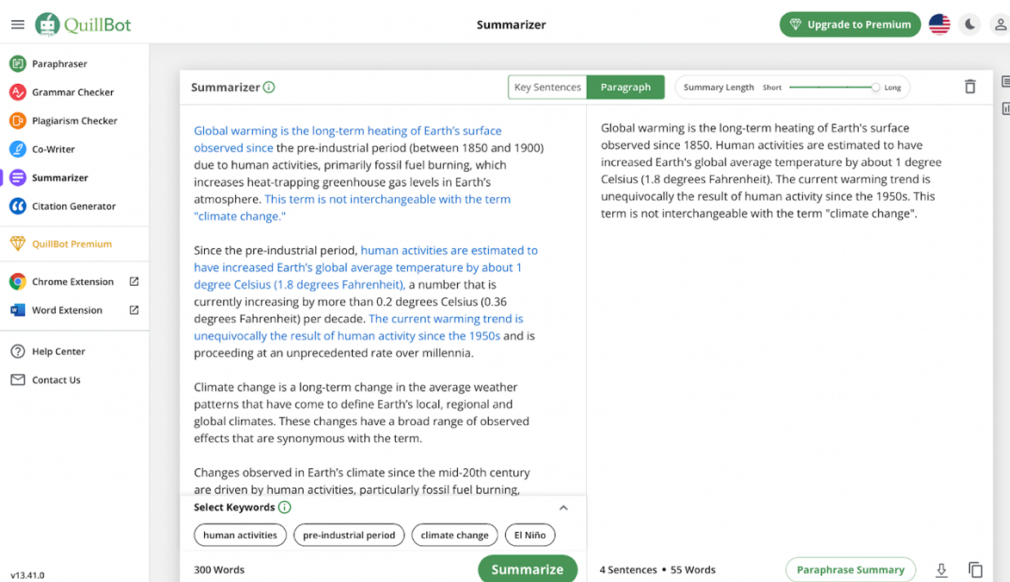 QuillBot
Summarizer
Upgrade to Premium
Paraphraser
Grammar Checker
Plagiarism Checker
Co-Writer
Summarizer
Citation Generator
QuillBot Premium
Chrome Extension
Word Extension
Help Center
Contact Us
v13.41.0
Summarizer
Key Sentences
Paragraph
Summary Length Short Long
Global warming is the long-term heating of Earth's surface
observed since the pre-industrial period (between 1850 and 1900)
due to human activities, primarily fossil fuel burning, which
increases heat-trapping greenhouse gas levels in Earth's
atmosphere. This term is not interchangeable with the term
"climate change."
Since the pre-industrial period, human activities are estimated to
have increased Earth's global average temperature by about 1
degree Celsius (1.8 degrees Fahrenheit), a number that is
currently increasing by more than 0.2 degrees Celsius (0.36
degrees Fahrenheit) per decade. The current warming trend is
unequivocally the result of human activity since the 1950s and is
proceeding at an unprecedented rate over millennia.
Climate change is a long-term change in the average weather
patterns that have come to define Earth's local, regional and
global climates. These changes have a broad range of observed
effects that are synonymous with the term.
Changes observed in Earth's climate since the mid-20th century
are driven by human activities, particularly fossil fuel burning,
Select Keywords
human activities
pre-industrial period
climate change
El Niño
300 Words
Summarize
Global warming is the long-term heating of Earth's surface
observed since 1850. Human activities are estimated to have
increased Earth's global average temperature by about 1 degree
Celsius (1.8 degrees Fahrenheit). The current warming trend is
unequivocally the result of human activity since the 1950s. This
term is not interchangeable with the term "climate change".
4 Sentences • 55 Words
Paraphrase Summary